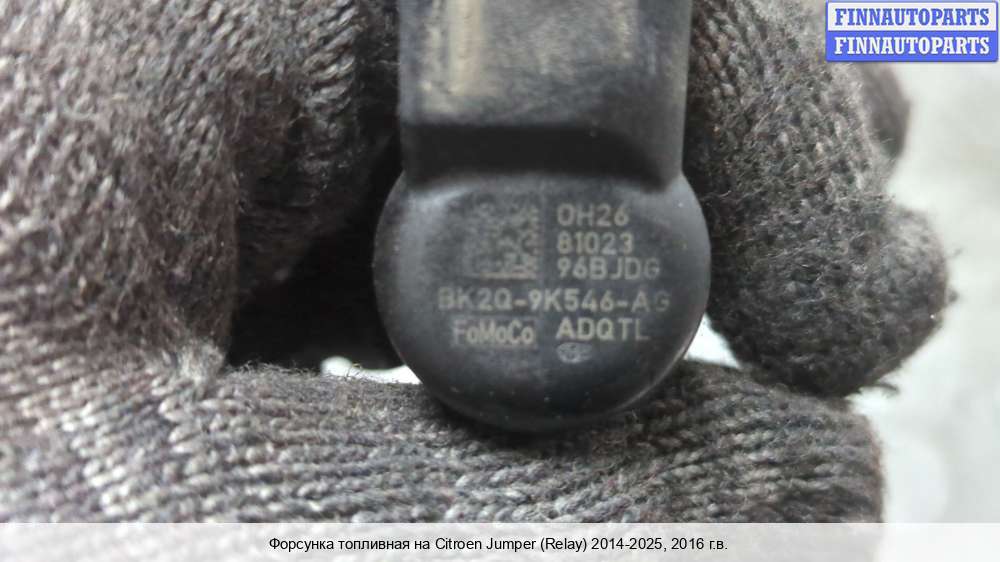 FINNAUTOPARTS
FINNAUTOPARTS
0H26
81023
96BJDG
BK2Q-9K546-AG
FoMoCo ADQTL
Форсунка топливная на Citroen Jumper (Relay) 2014-2025, 2016 г.в.